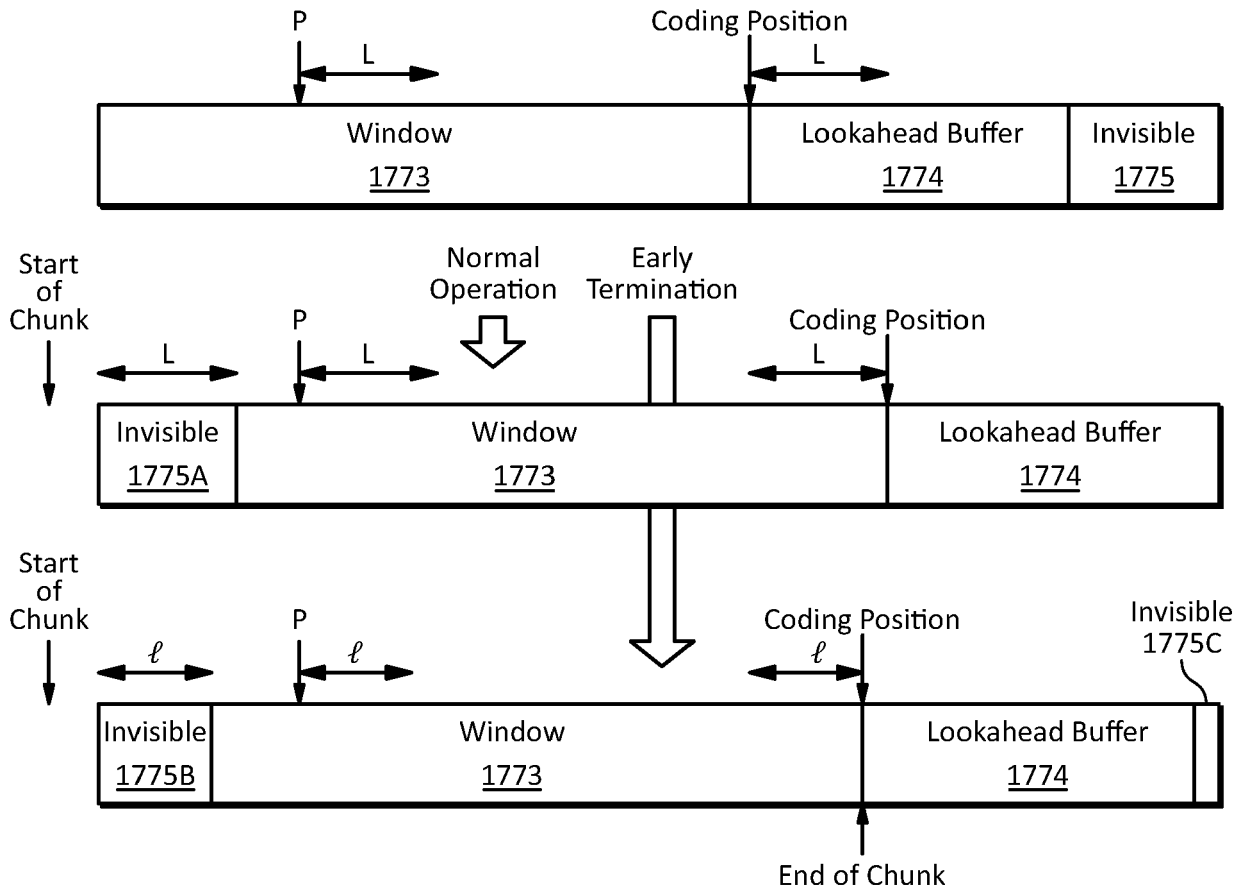 P
Coding Position
L
L
Window
Lookahead Buffer
Invisible
1773
1774
1775
Start
of
Chunk
Normal
Operation
Early
Termination
P
Coding Position
L
L
L
Invisible
Window
Lookahead Buffer
1775A
1773
1774
Start
of
Chunk
P
Coding Position
Invisible
1775C
ℓ
ℓ
ℓ
Invisible
Window
Lookahead Buffer
1775B
1773
1774
End of Chunk